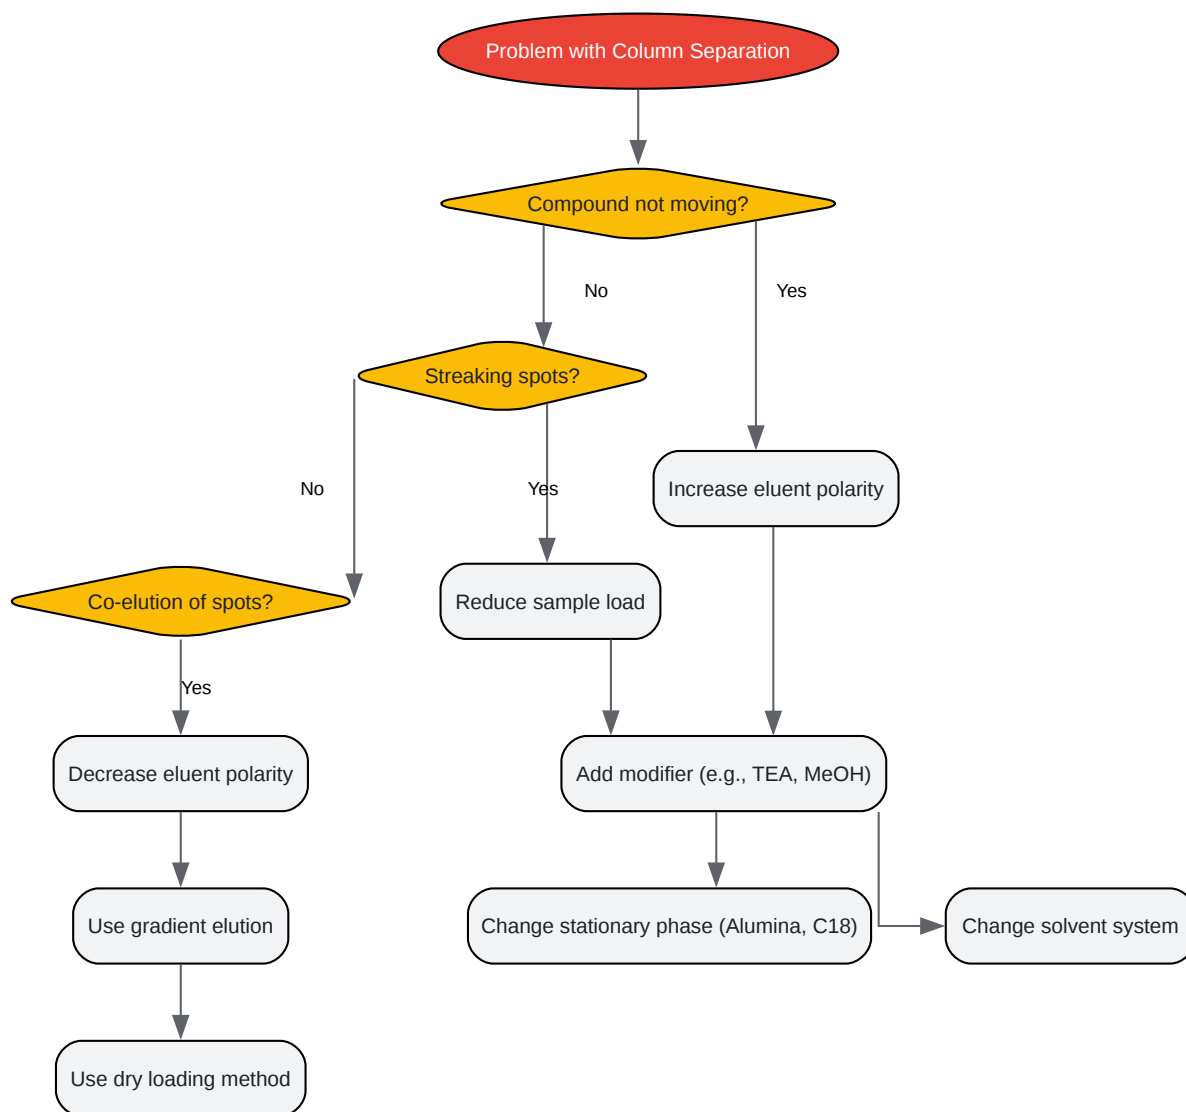 Problem with Column Separation
Compound not moving?
No
Yes
Streaking spots?
Increase eluent polarity
No
Yes
Co-elution of spots?
Reduce sample load
Yes
Decrease eluent polarity
Add modifier (e.g., TEA, MeOH)
Use gradient elution
Change stationary phase (Alumina, C18)
Change solvent system
Use dry loading method